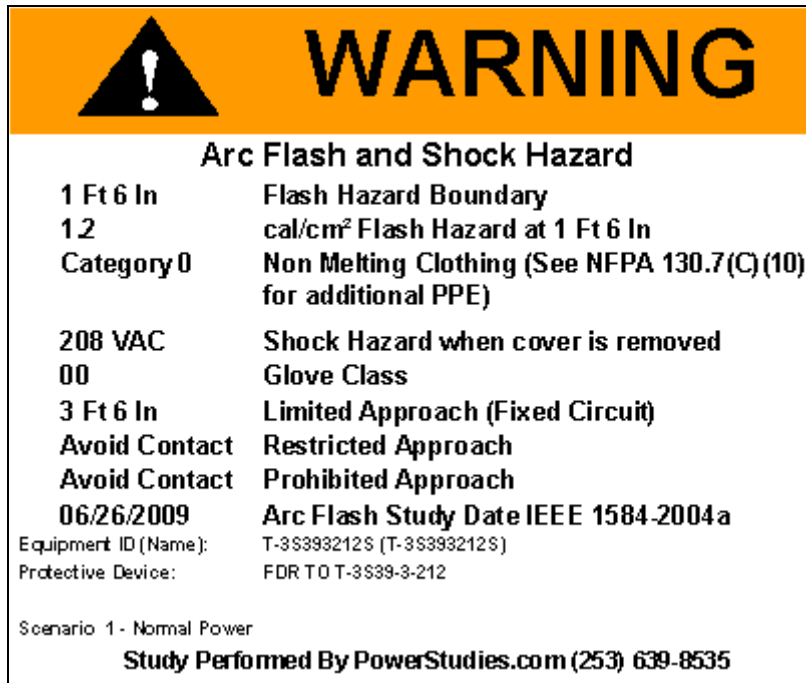 WARNING
Arc Flash and Shock Hazard
1 Ft 6 In Flash Hazard Boundary
1.2 cal/cm² Flash Hazard at 1 Ft 6 In
Category 0 Non Melting Clothing (See NFPA 130.7(C)(10)
for additional PPE)
208 VAC Shock Hazard when cover is removed
00 Glove Class
3 Ft 6 In Limited Approach (Fixed Circuit)
Avoid Contact Restricted Approach
Avoid Contact Prohibited Approach
06/26/2009 Arc Flash Study Date IEEE 1584-2004a
Equipment ID (Name): T-3S393212S (T-3S393212S)
Protective Device: FDR TO T-3S39-3-212
Scenario 1 - Normal Power
Study Performed By PowerStudies.com (253) 639-8535